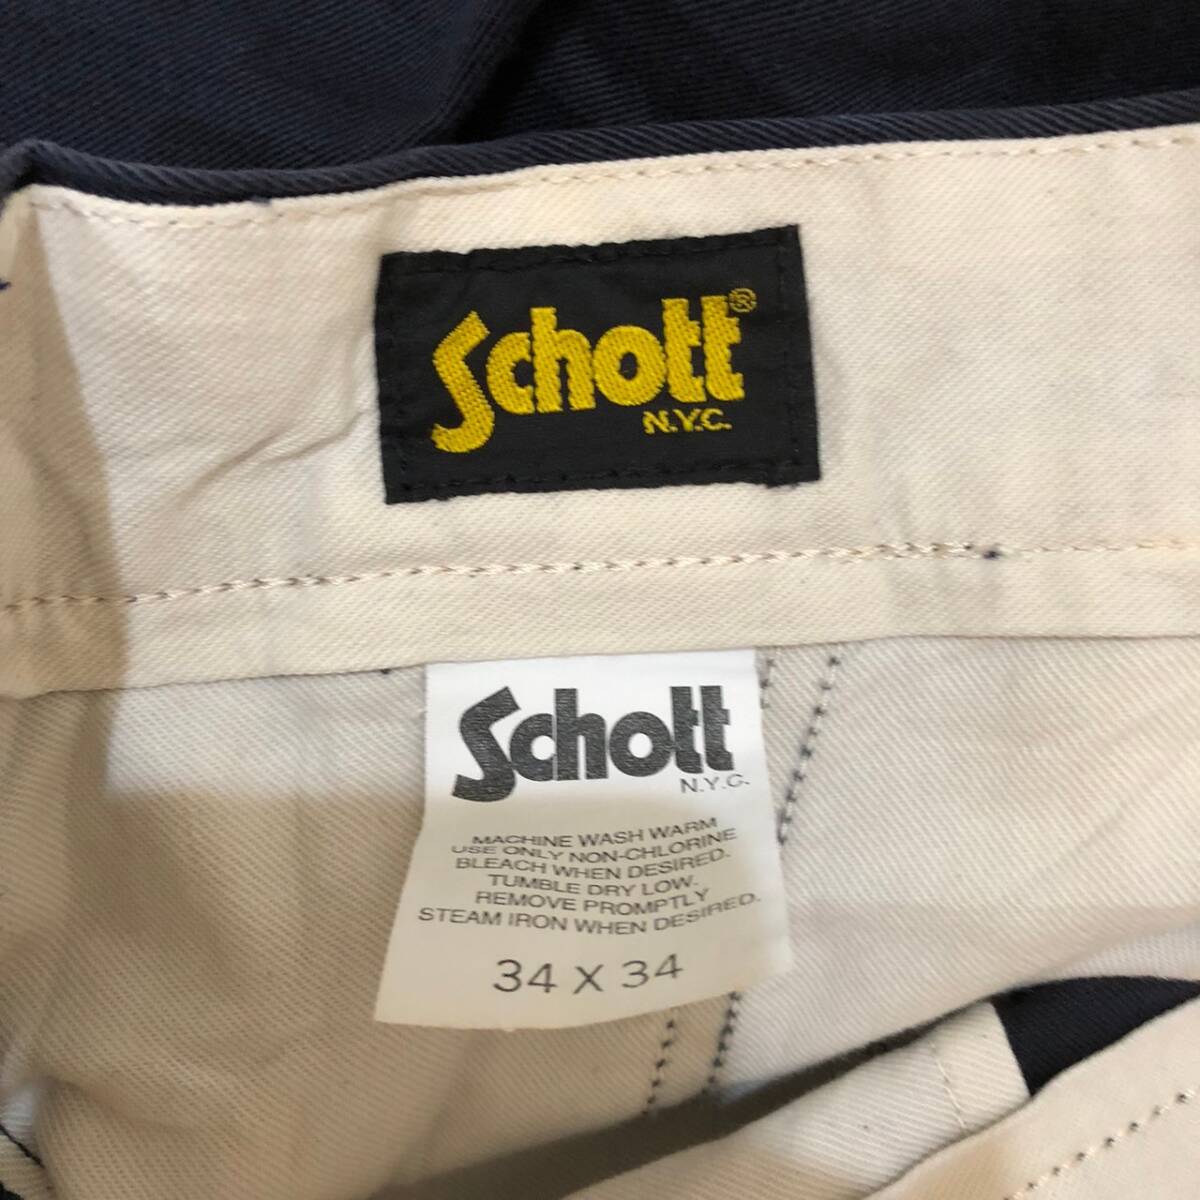 Schott®
N.Y.C.
Schott
N.Y.C.
MACHINE WASH WARM
USE ONLY NON-CHLORINE
BLEACH WHEN DESIRED.
TUMBLE DRY LOW.
REMOVE PROMPTLY
STEAM IRON WHEN DESIRED.
34 X 34